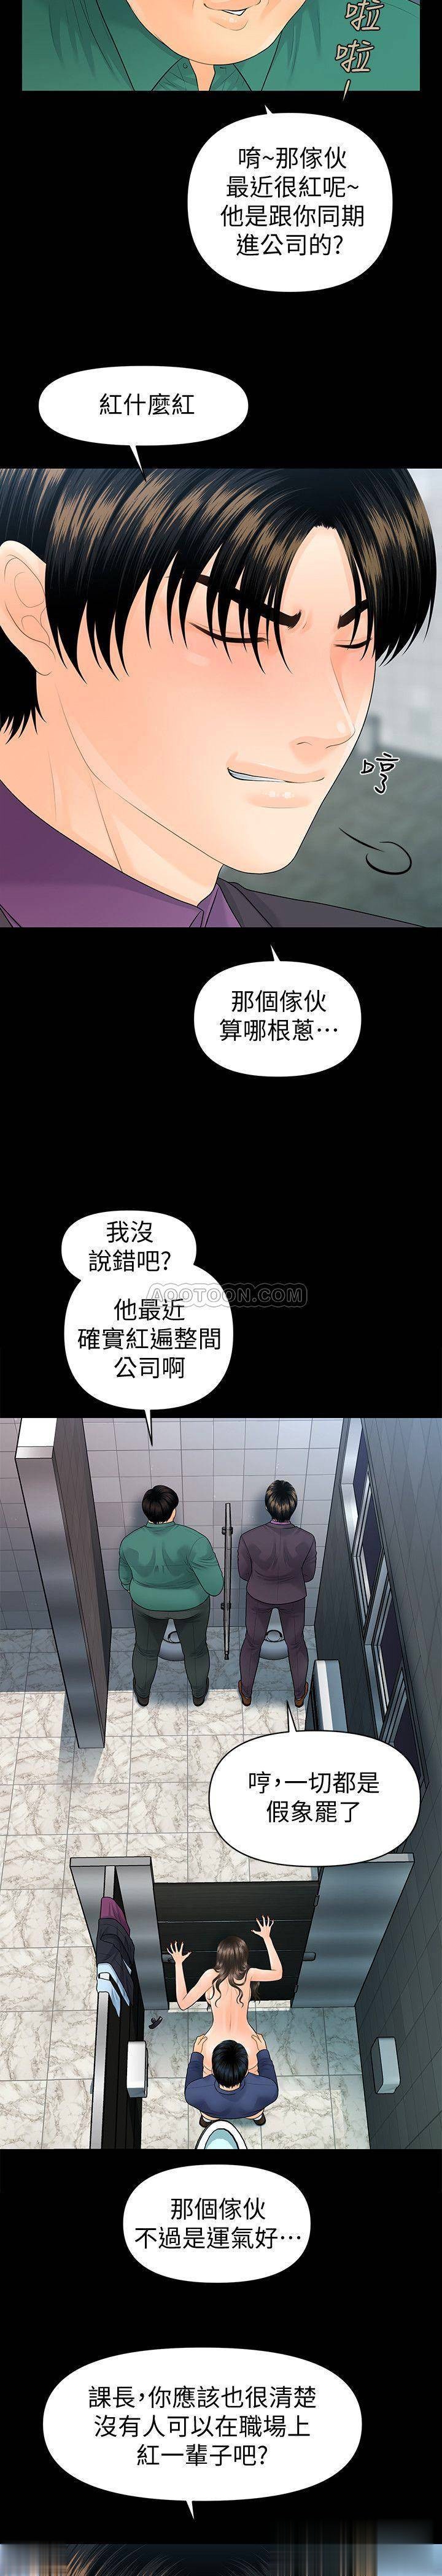 啦
啦
唷~那傢伙
最近很紅呢~
他是跟你同期
進公司的?
紅什麼紅
哼
那個傢伙
算哪根蔥…
我沒
說錯吧?
AQQTOON.COM
他最近
確實紅遍整間
公司啊
哼,一切都是
假象罷了
那個傢伙
不過是運氣好…
課長,你應該也很清楚
沒有人可以在職場上
紅一輩子吧?